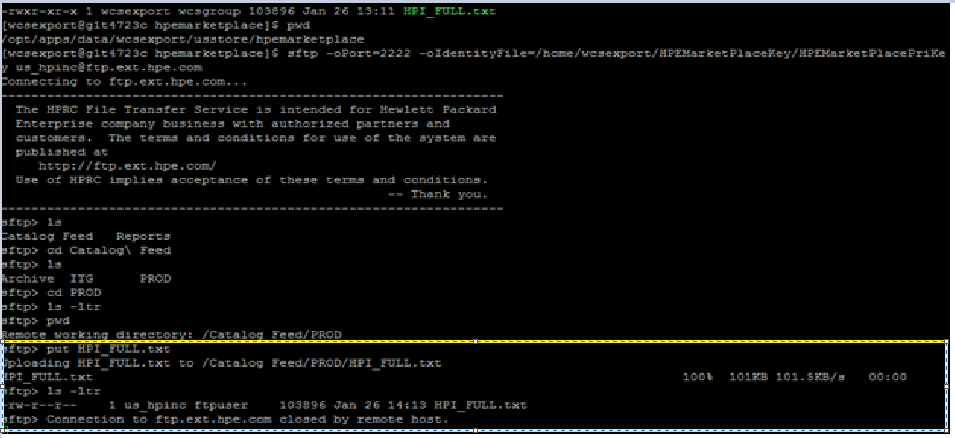 -rwxr-xr-x 1 wcsexport wcsgroup 103896 Jan 26 13:11 HPI_FULL.txt
[wcsexport@g1t4723c hpemarketplace]$ pwd
/opt/apps/data/wcsexport/usstore/hpemarketplace
[wcsexport@g1t4723c hpemarketplace]$ sftp -oPort=2222 -oIdentityFile=/home/wcsexport/HPEMarketPlaceKey/HPEMarketPlacePriKe
y us_hpinc@ftp.ext.hpe.com
Connecting to ftp.ext.hpe.com...
--------------------------------------------------------------------
The HPRC File Transfer Service is intended for Hewlett Packard
Enterprise company business with authorized partners and
customers. The terms and conditions for use of the system are
published at
http://ftp.ext.hpe.com/
Use of HPRC implies acceptance of these terms and conditions.
-- Thank you.
--------------------------------------------------------------------
sftp> ls
Catalog Feed Reports
sftp> cd Catalog\ Feed
sftp> ls
Archive ITG PROD
sftp> cd PROD
sftp> ls -ltr
sftp> pwd
Remote working directory: /Catalog Feed/PROD
sftp> put HPI_FULL.txt
Uploading HPI_FULL.txt to /Catalog Feed/PROD/HPI_FULL.txt
HPI_FULL.txt 100% 101KB 101.5KB/s 00:00
sftp> ls -ltr
-rw-r--r-- 1 us_hpinc ftpuser 103896 Jan 26 14:13 HPI_FULL.txt
sftp> Connection to ftp.ext.hpe.com closed by remote host.